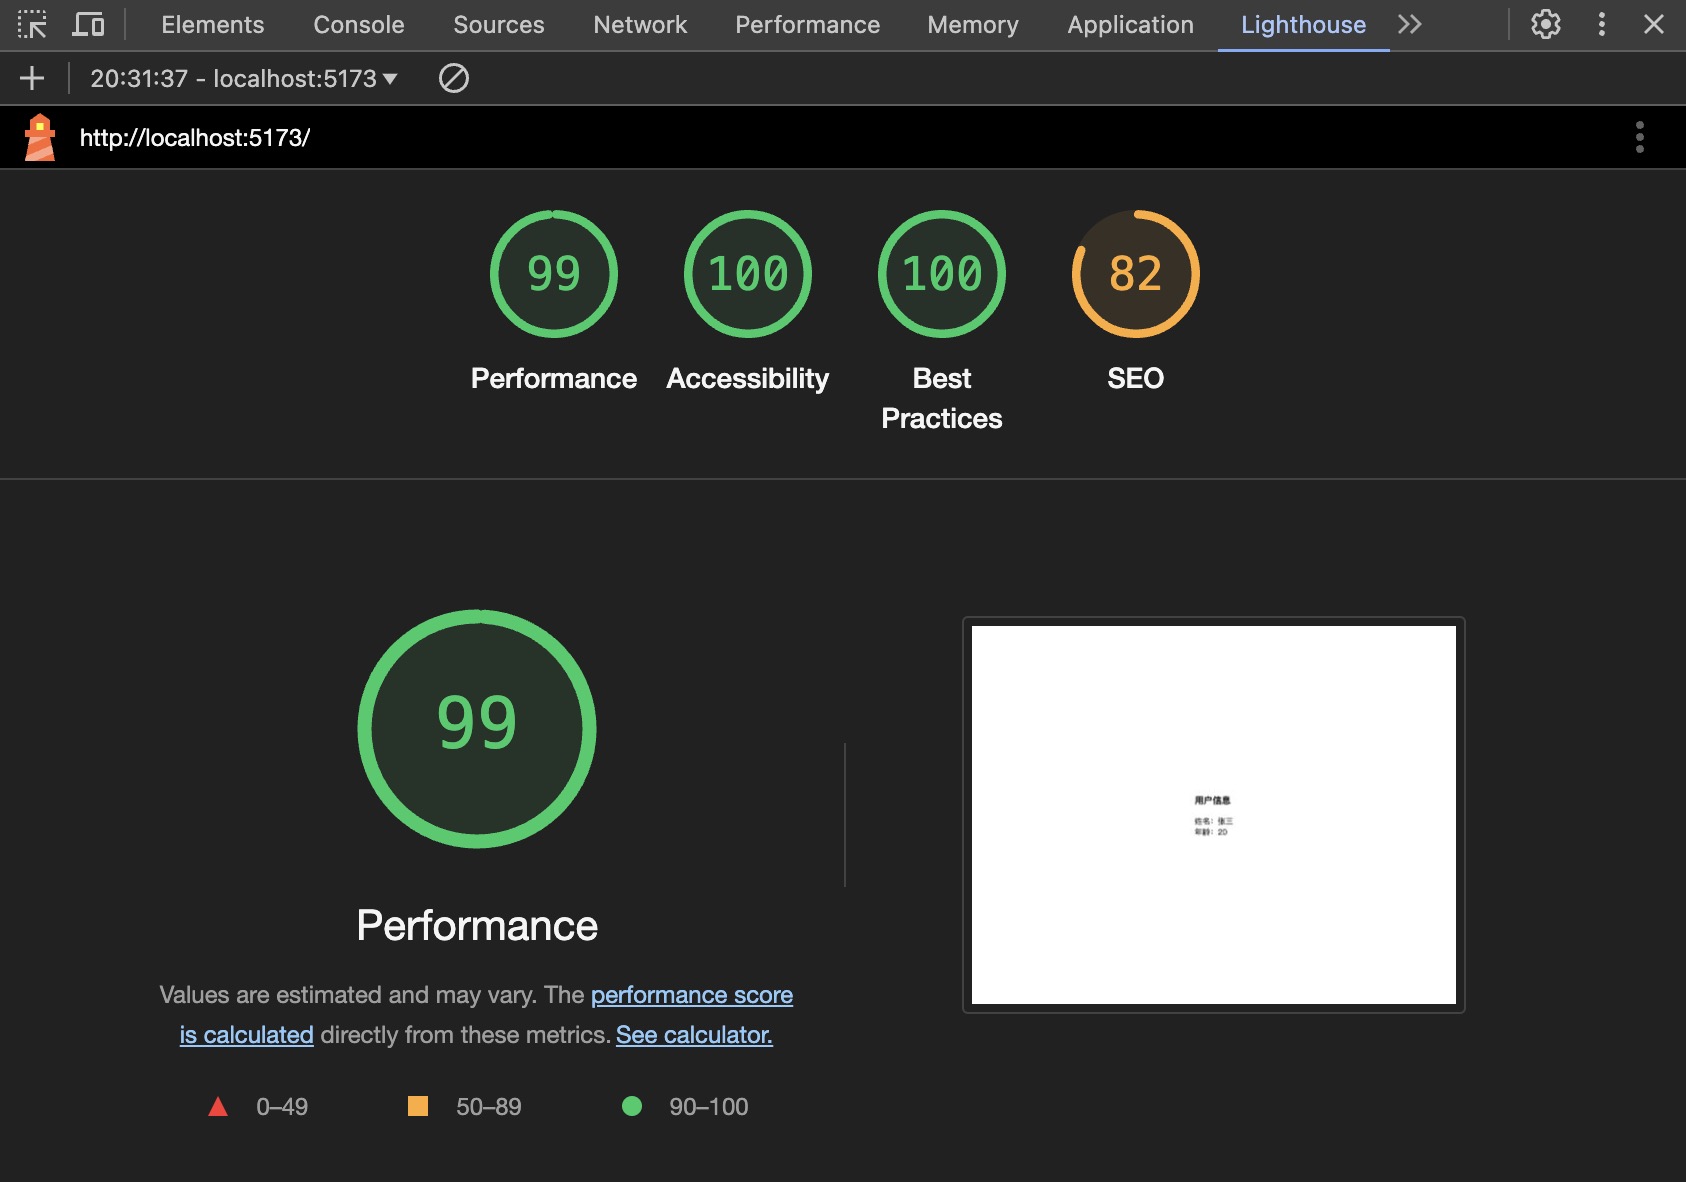 Elements Console Sources Network Performance Memory Application Lighthouse
20:31:37 - localhost:5173
http://localhost:5173/
99 100 100 82
Performance Accessibility Best Practices SEO
99
Performance
Values are estimated and may vary. The performance score
is calculated directly from these metrics. See calculator.
0–49 50–89 90–100
用户信息
姓名：张三
年龄：20